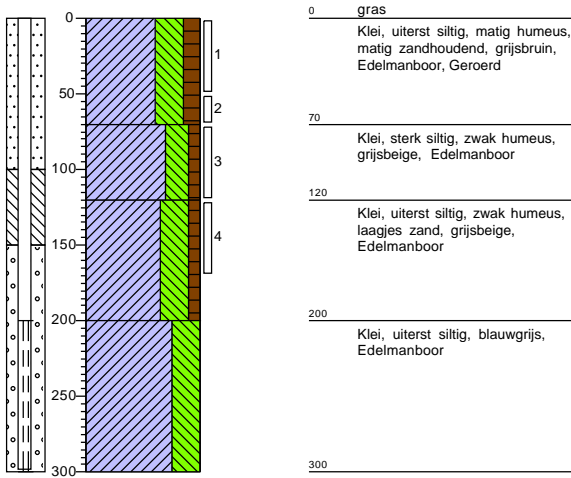 0
50
100
150
200
250
300
1
2
3
4
0 gras
Klei, uiterst siltig, matig humeus,
matig zandhoudend, grijsbruin,
Edelmanboor, Geroerd
70
Klei, sterk siltig, zwak humeus,
grijsbeige, Edelmanboor
120
Klei, uiterst siltig, zwak humeus,
laagjes zand, grijsbeige,
Edelmanboor
200
Klei, uiterst siltig, blauwgrijs,
Edelmanboor
300